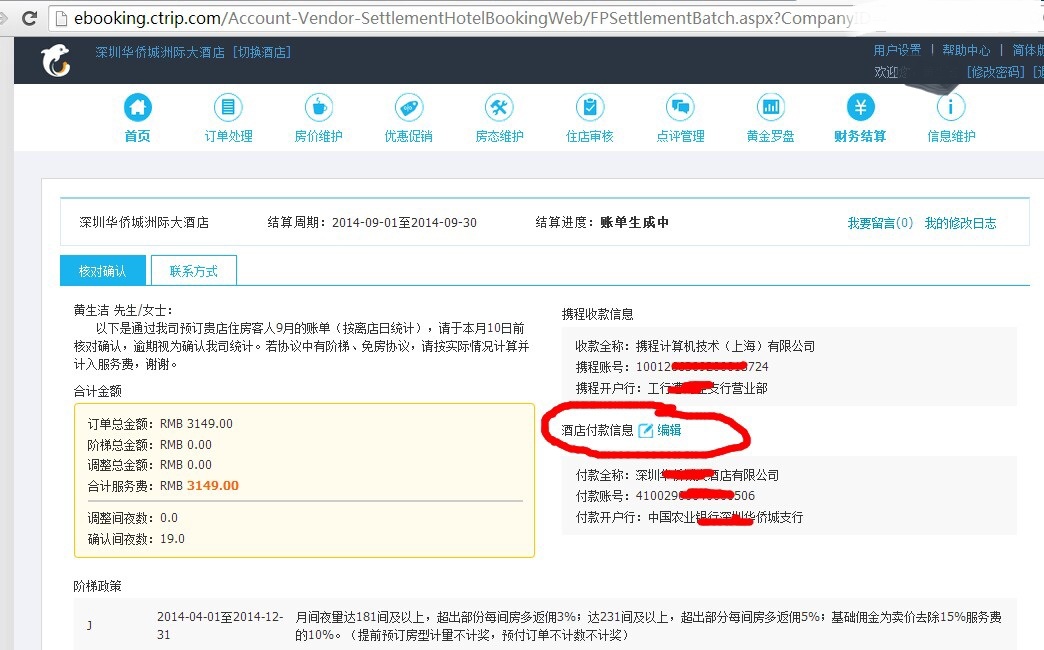 ebooking.ctrip.com/Account-Vendor-SettlementHotelBookingWeb/FPSettlementBatch.aspx?Company
深圳华侨城洲际大酒店 [切换酒店]
用户设置 | 帮助中心 | 简体
欢迎 [修改密码]
首页 订单处理 房价维护 优惠促销 房态维护 住店审核 点评管理 黄金罗盘 财务结算 信息维护
深圳华侨城洲际大酒店 结算周期：2014-09-01至2014-09-30 结算进度：账单生成中 我要留言(0) 我的修改日志
核对确认 联系方式
黄生洁 先生/女士：
以下是通过我司预订贵店住房客人9月的账单（按离店日统计），请于本月10日前
核对确认，逾期视为确认我司统计。若协议中有阶梯、免房协议，请按实际情况计算并
计入服务费，谢谢。
合计金额
订单总金额：RMB 3149.00
阶梯总金额：RMB 0.00
调整总金额：RMB 0.00
合计服务费：RMB 3149.00
调整间夜数：0.0
确认间夜数：19.0
携程收款信息
收款全称：携程计算机技术（上海）有限公司
携程账号：10012 724
携程开户行：工行 支行营业部
酒店付款信息 编辑
付款全称：深圳 酒店有限公司
付款账号：41002 506
付款开户行：中国农业银行深圳华侨城支行
阶梯政策
J 2014-04-01至2014-12-31 月间夜量达181间及以上，超出部份每间房多返佣3%；达231间及以上，超出部分每间房多返佣5%；基础佣金为卖价去除15%服务费
的10%。（提前预订房型计量不计奖，预付订单不计数不计奖）